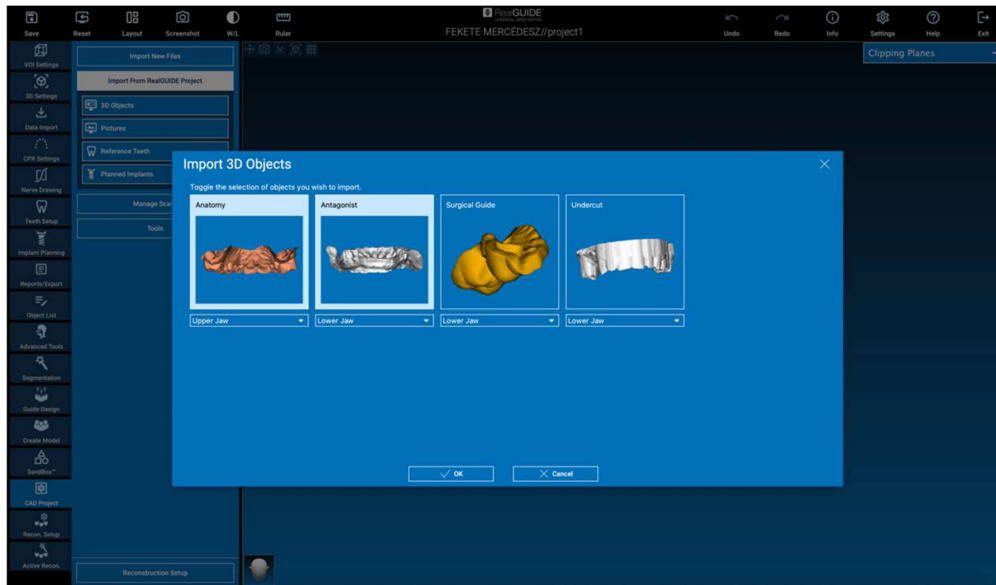 Save
Reset
Layout
Screenshot
W/L
Ruler
RealGUIDE
FEKETE MERCÉDESZ//project1
Undo
Redo
Info
Settings
Help
Exit
VOI Settings
3D Settings
Data Import
CPR Settings
Nerve Drawing
Teeth Setup
Implant Planning
Reports/Export
Object List
Advanced Tools
Segmentation
Guide Design
Create Model
SandBox™
CAD Project
Recon. Setup
Active Recon.
Import New Files
Import From RealGUIDE Project
3D Objects
Pictures
Reference Teeth
Planned Implants
Manage Scan
Tools
Reconstruction Setup
Clipping Planes
Import 3D Objects
Toggle the selection of objects you wish to import.
Anatomy
Antagonist
Surgical Guide
Undercut
Upper Jaw
Lower Jaw
Lower Jaw
Lower Jaw
OK
Cancel